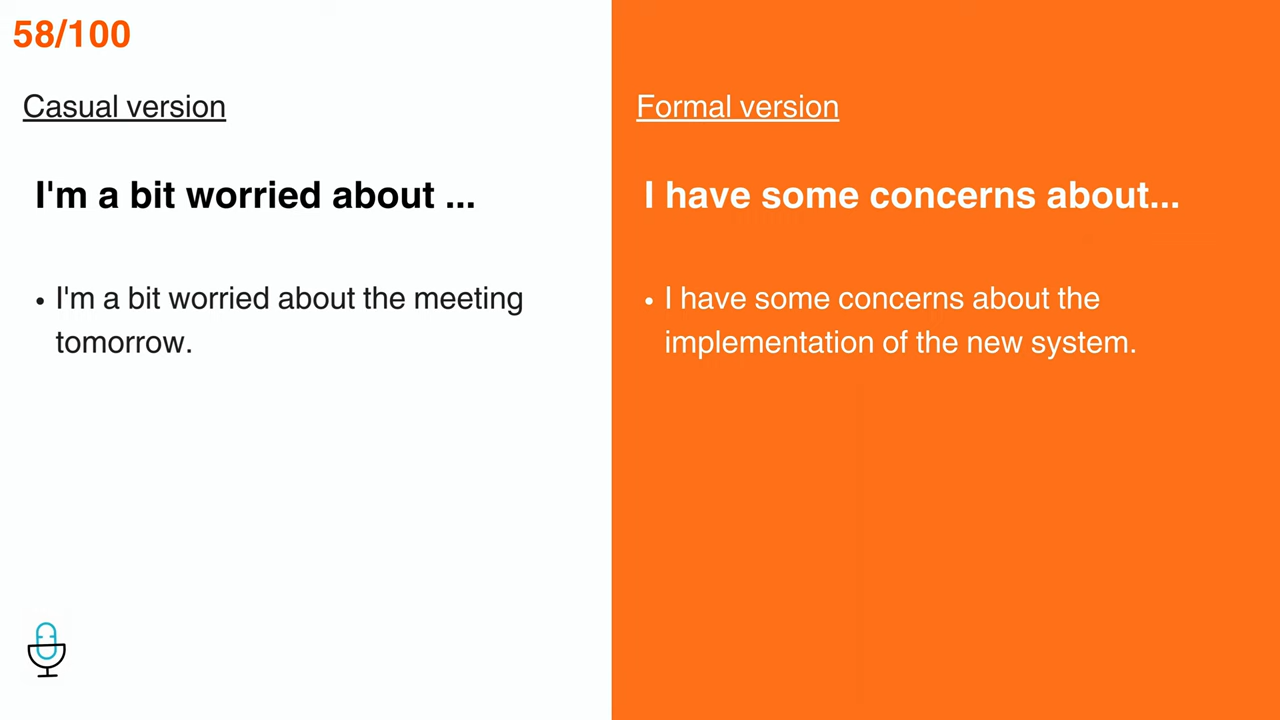 58/100
Casual version
I'm a bit worried about ...
• I'm a bit worried about the meeting
tomorrow.
Formal version
I have some concerns about...
• I have some concerns about the
implementation of the new system.